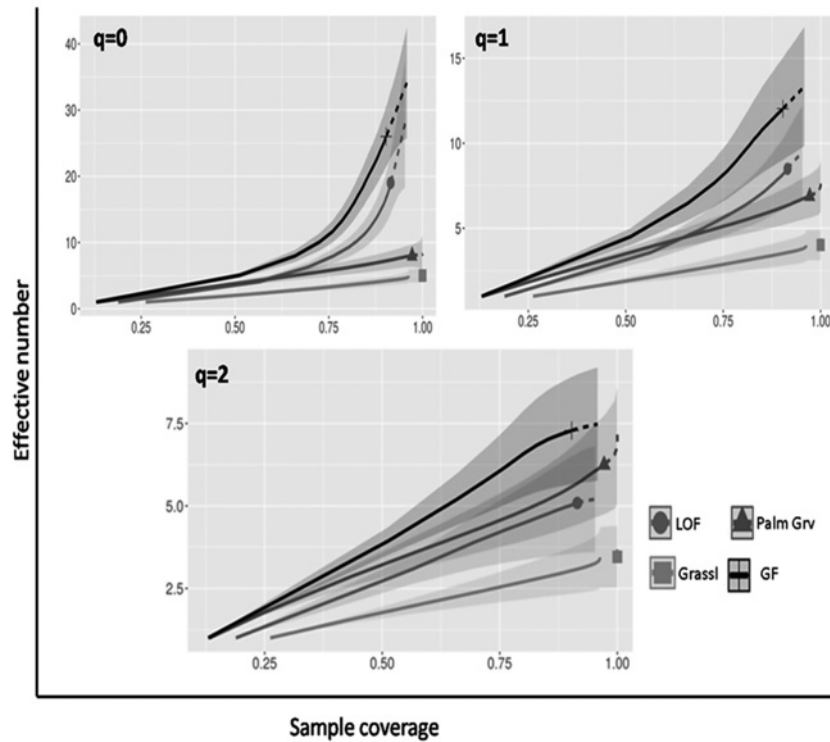 q=0
40
30
20
10
0
0.25 0.50 0.75 1.00
q=1
15
10
5
0.25 0.50 0.75 1.00
q=2
7.5
5.0
2.5
0.25 0.50 0.75 1.00
LOF
Palm Grv
Grassl
GF
Effective number
Sample coverage